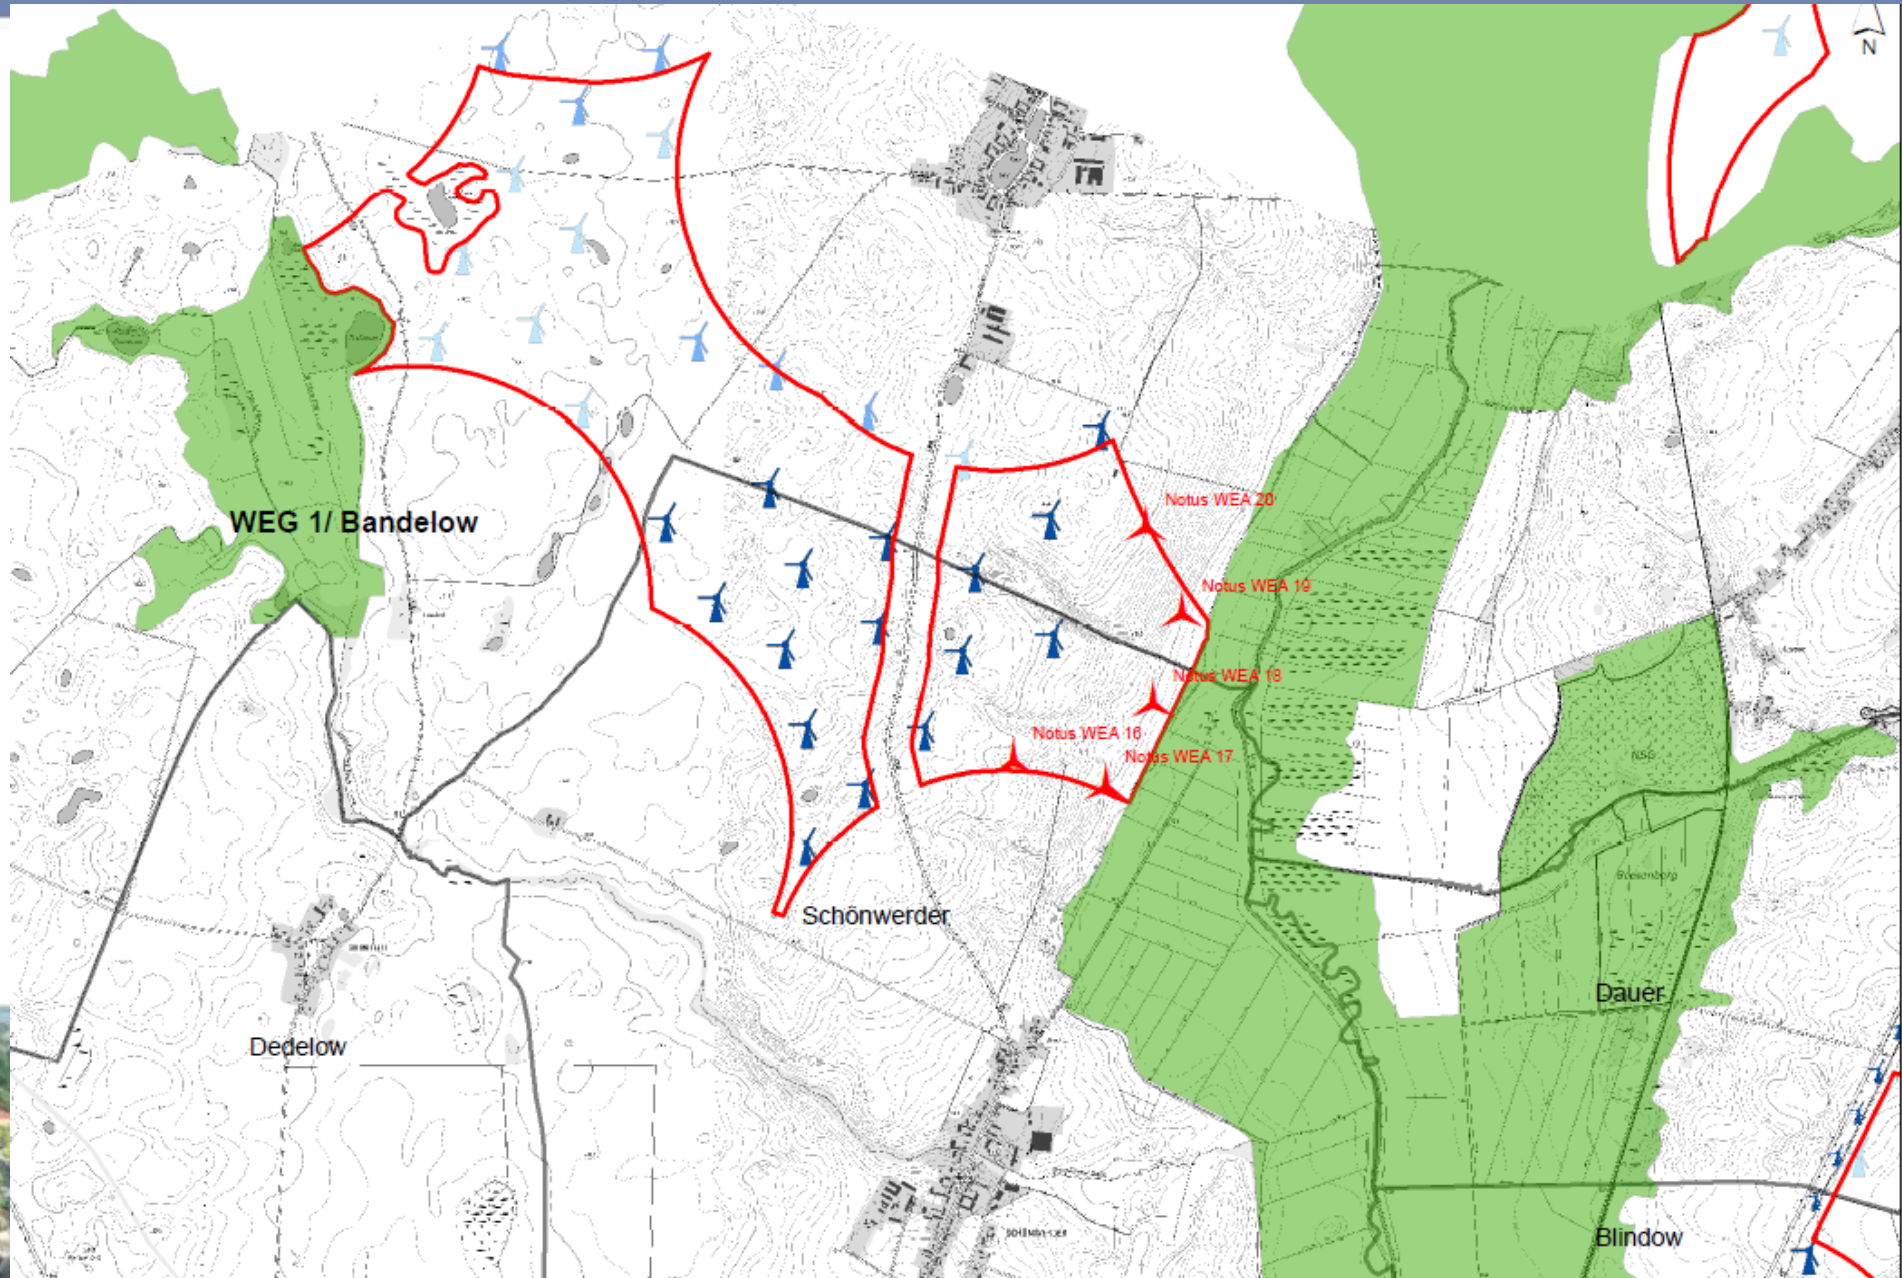 N
Notus WEA 20
WEG 1/ Bandelow
Notus WEA 19
Notus WEA 18
Notus WEA 16
Notus WEA 17
NSG
Schönwerder
Dauer
Dedelow
Blindow